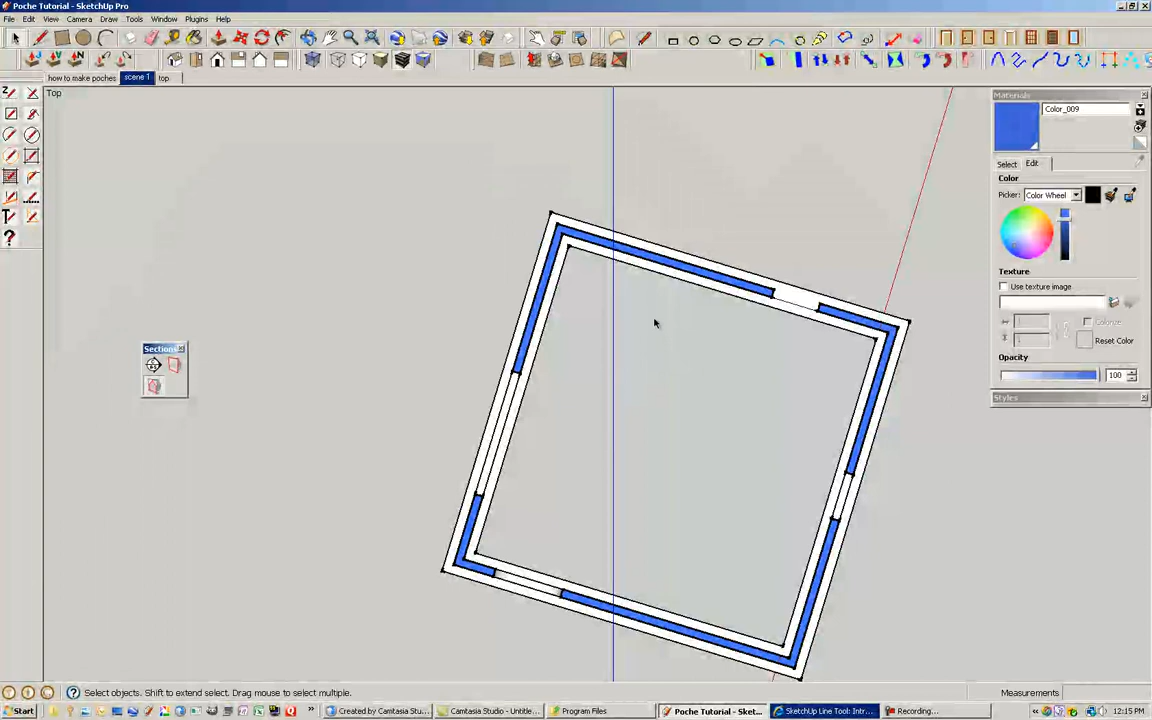 Poche Tutorial - SketchUp Pro
File Edit View Camera Draw Tools Window Plugins Help
how to make poches scene 1 top
Top
Materials
Color_009
Select Edit
Color
Picker: Color Wheel
Texture
Use texture image
Colorize
Reset Color
Opacity
100
Styles
Sections
Select objects. Shift to extend select. Drag mouse to select multiple.
Measurements
Start
Created by Camtasia Stud...
Camtasia Studio - Untitle...
Program Files
Poche Tutorial - Sket...
SketchUp Line Tool: Intr...
Recording...
12:15 PM